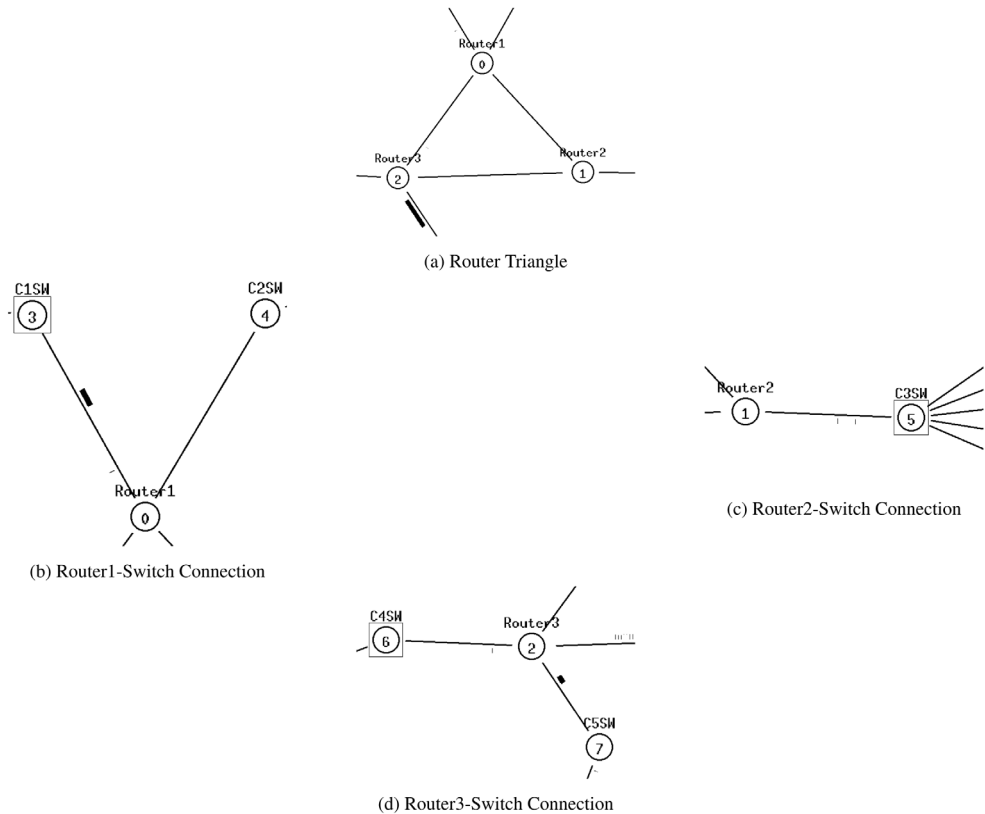 Router1
0
Router3
Router2
2
1
(a) Router Triangle
C1SW
C2SW
3
4
Router1
0
(b) Router1-Switch Connection
Router2
C3SW
1
5
(c) Router2-Switch Connection
C4SW
Router3
6
2
C5SW
7
(d) Router3-Switch Connection